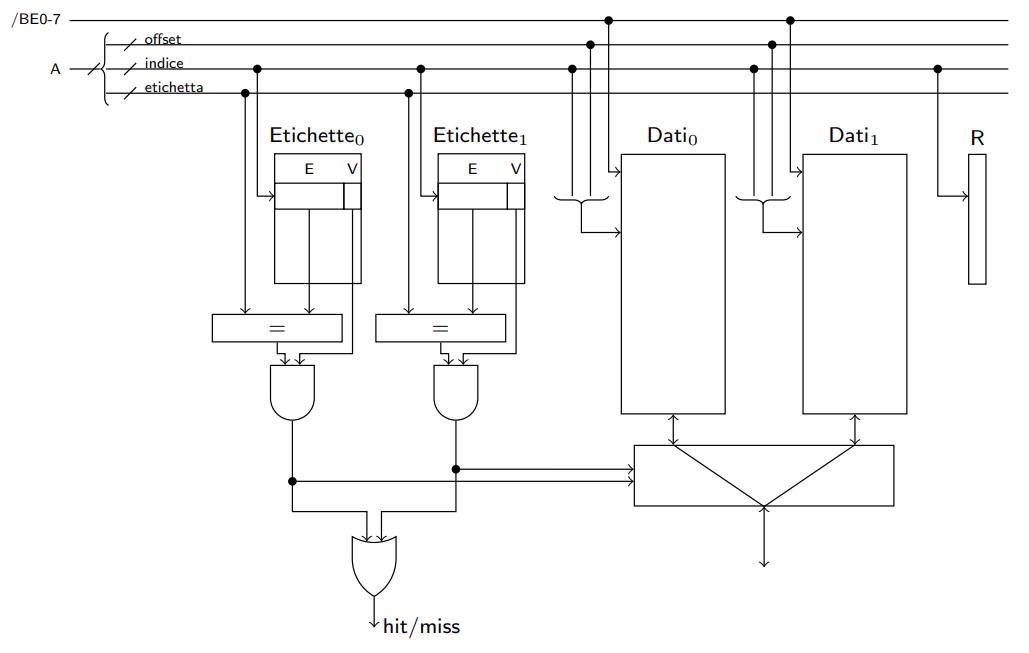 /BE0-7
offset
indice
A
etichetta
Etichette₀ Etichette₁ Dati₀ Dati₁ R
E V E V
= =
hit/miss